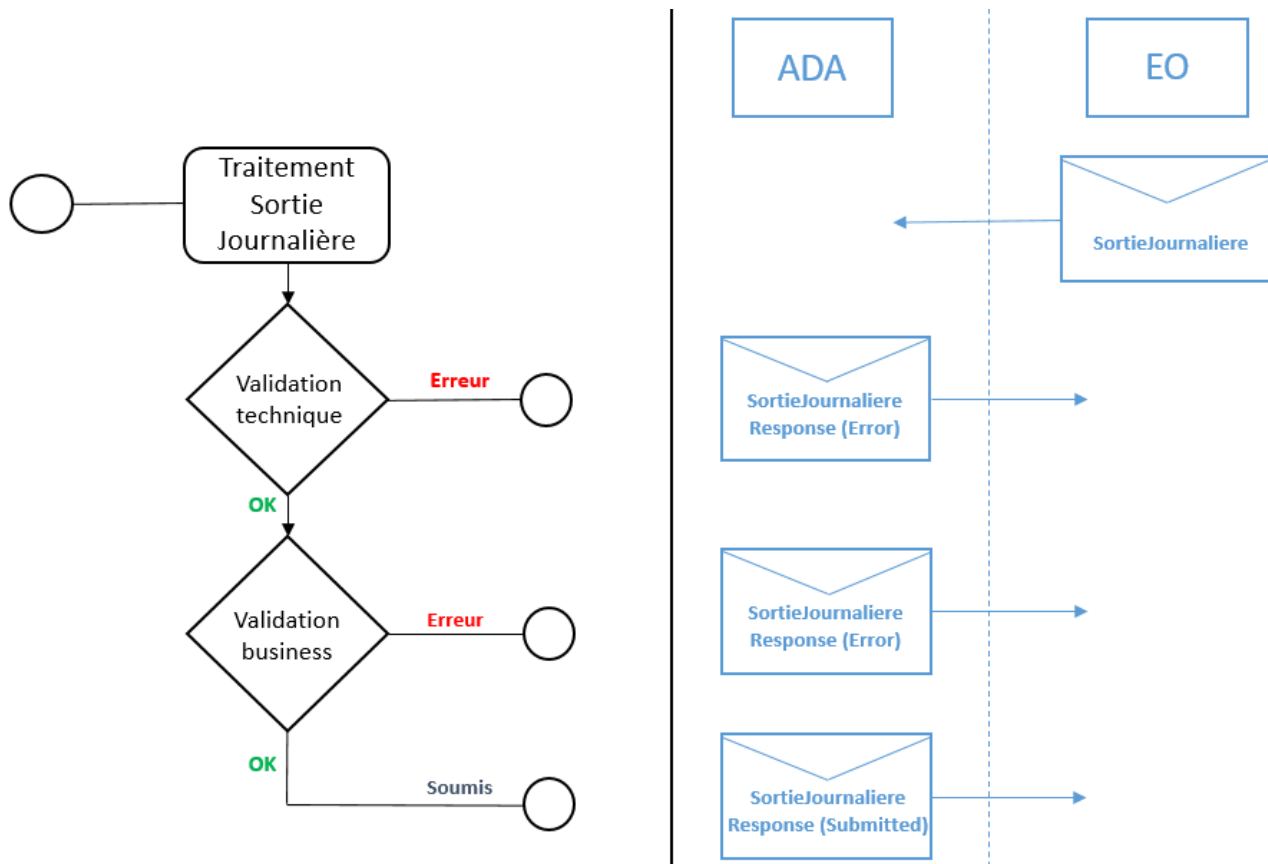 Traitement
Sortie
Journalière
Validation
technique
Erreur
OK
Validation
business
Erreur
OK
Soumis
ADA
EO
SortieJournaliere
SortieJournaliere
Response (Error)
SortieJournaliere
Response (Error)
SortieJournaliere
Response (Submitted)